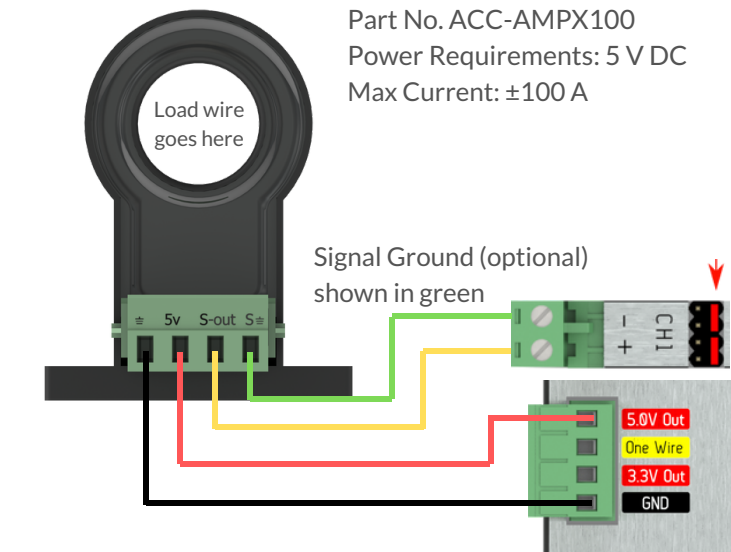 Part No. ACC-AMPX100
Power Requirements: 5 V DC
Max Current: ±100 A
Load wire
goes here
Signal Ground (optional)
shown in green
⏚ 5v S-out S⏚
− CH1
+
5.0V Out
One Wire
3.3V Out
GND